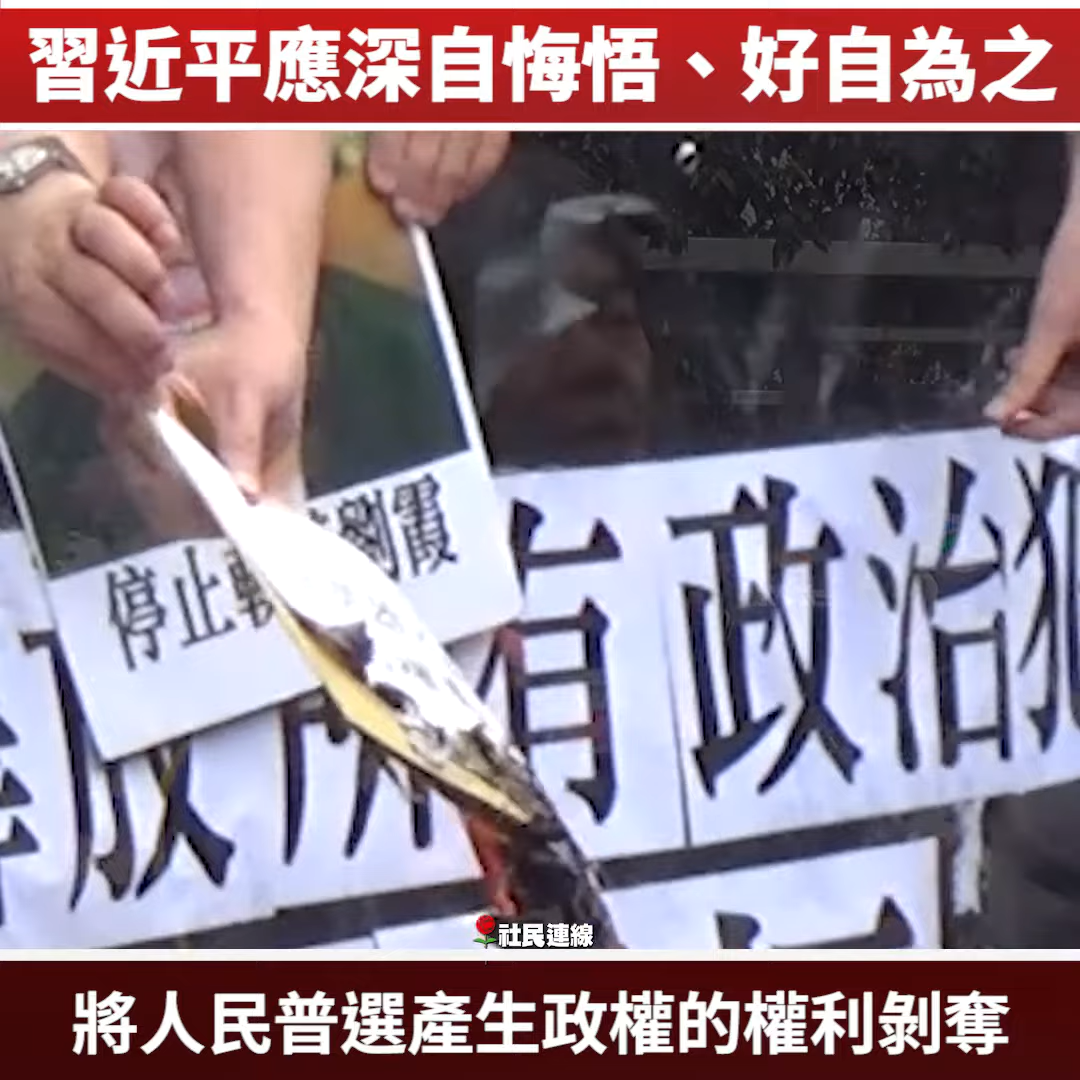 習近平應深自悔悟、好自為之
停止軟 劉霞
放所有政治犯
社民連線
將人民普選產生政權的權利剝奪